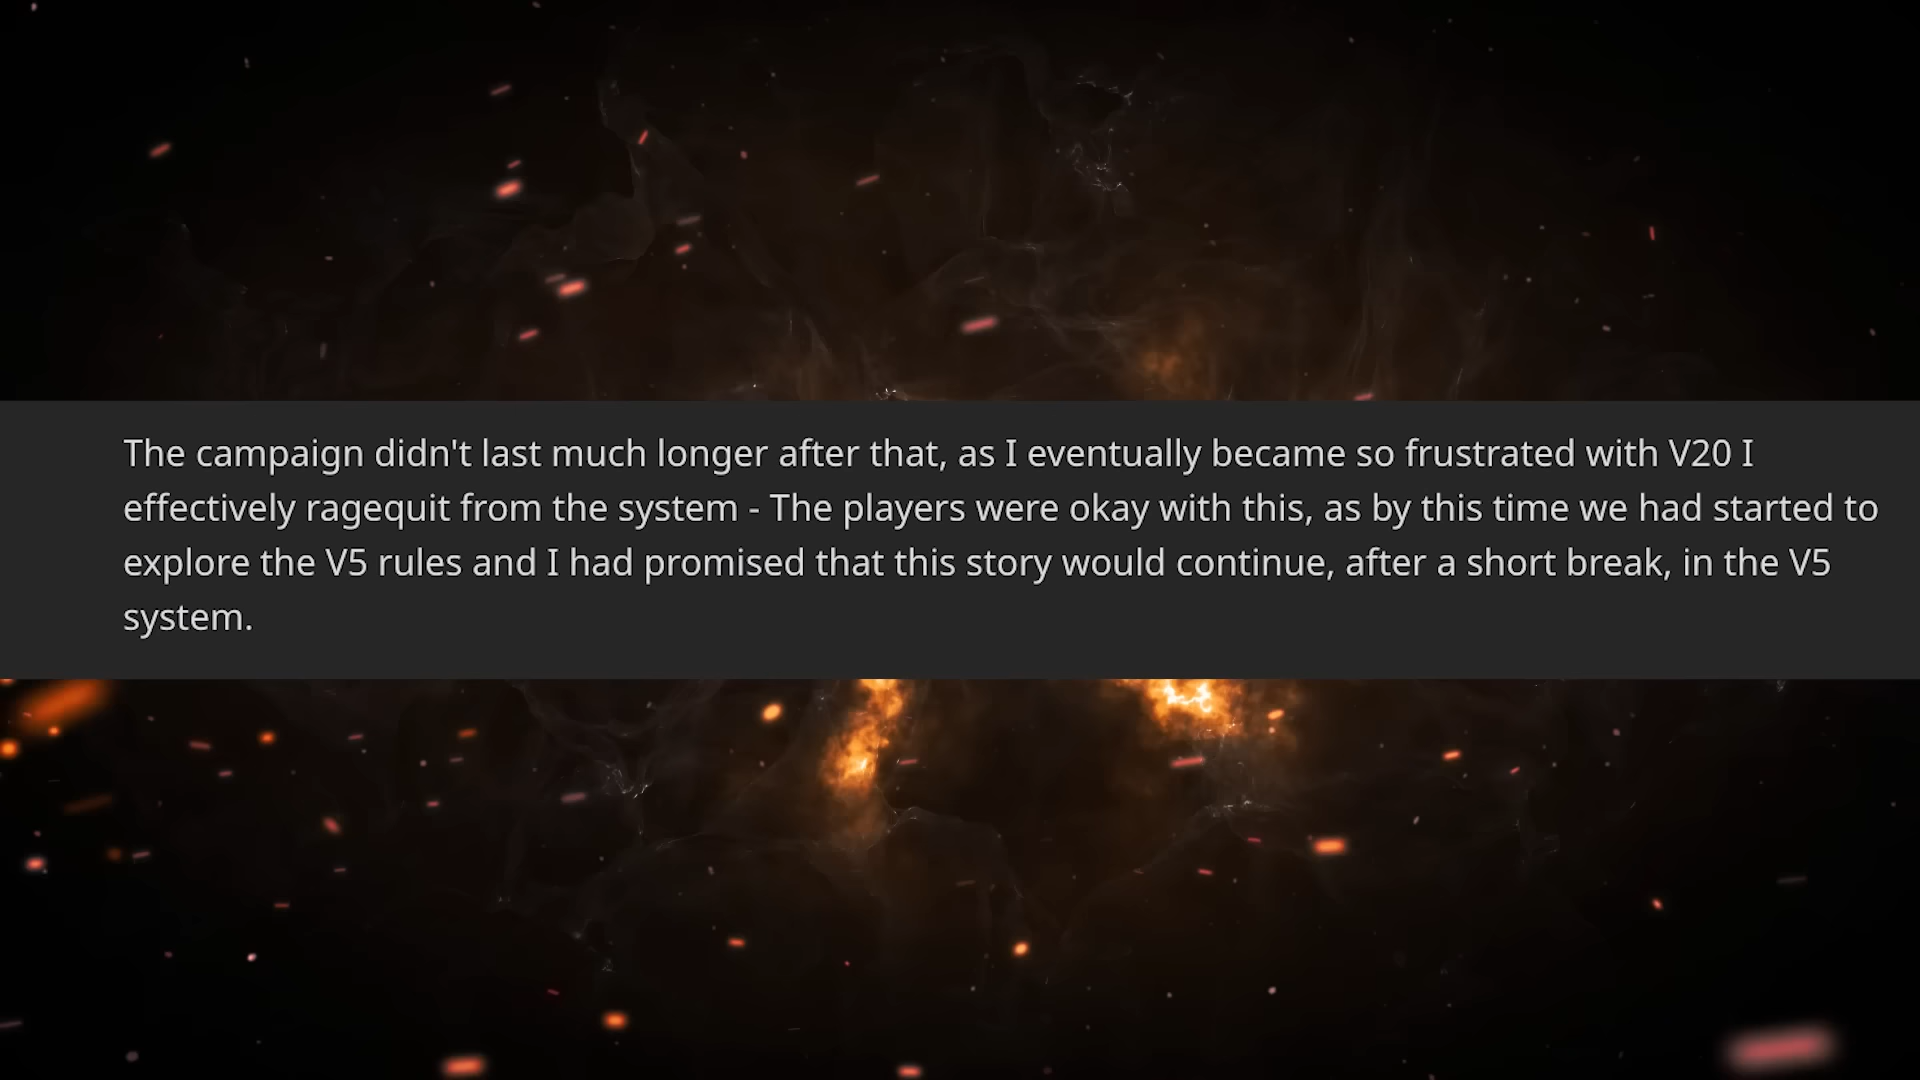 The campaign didn't last much longer after that, as I eventually became so frustrated with V20 I
effectively ragequit from the system - The players were okay with this, as by this time we had started to
explore the V5 rules and I had promised that this story would continue, after a short break, in the V5
system.